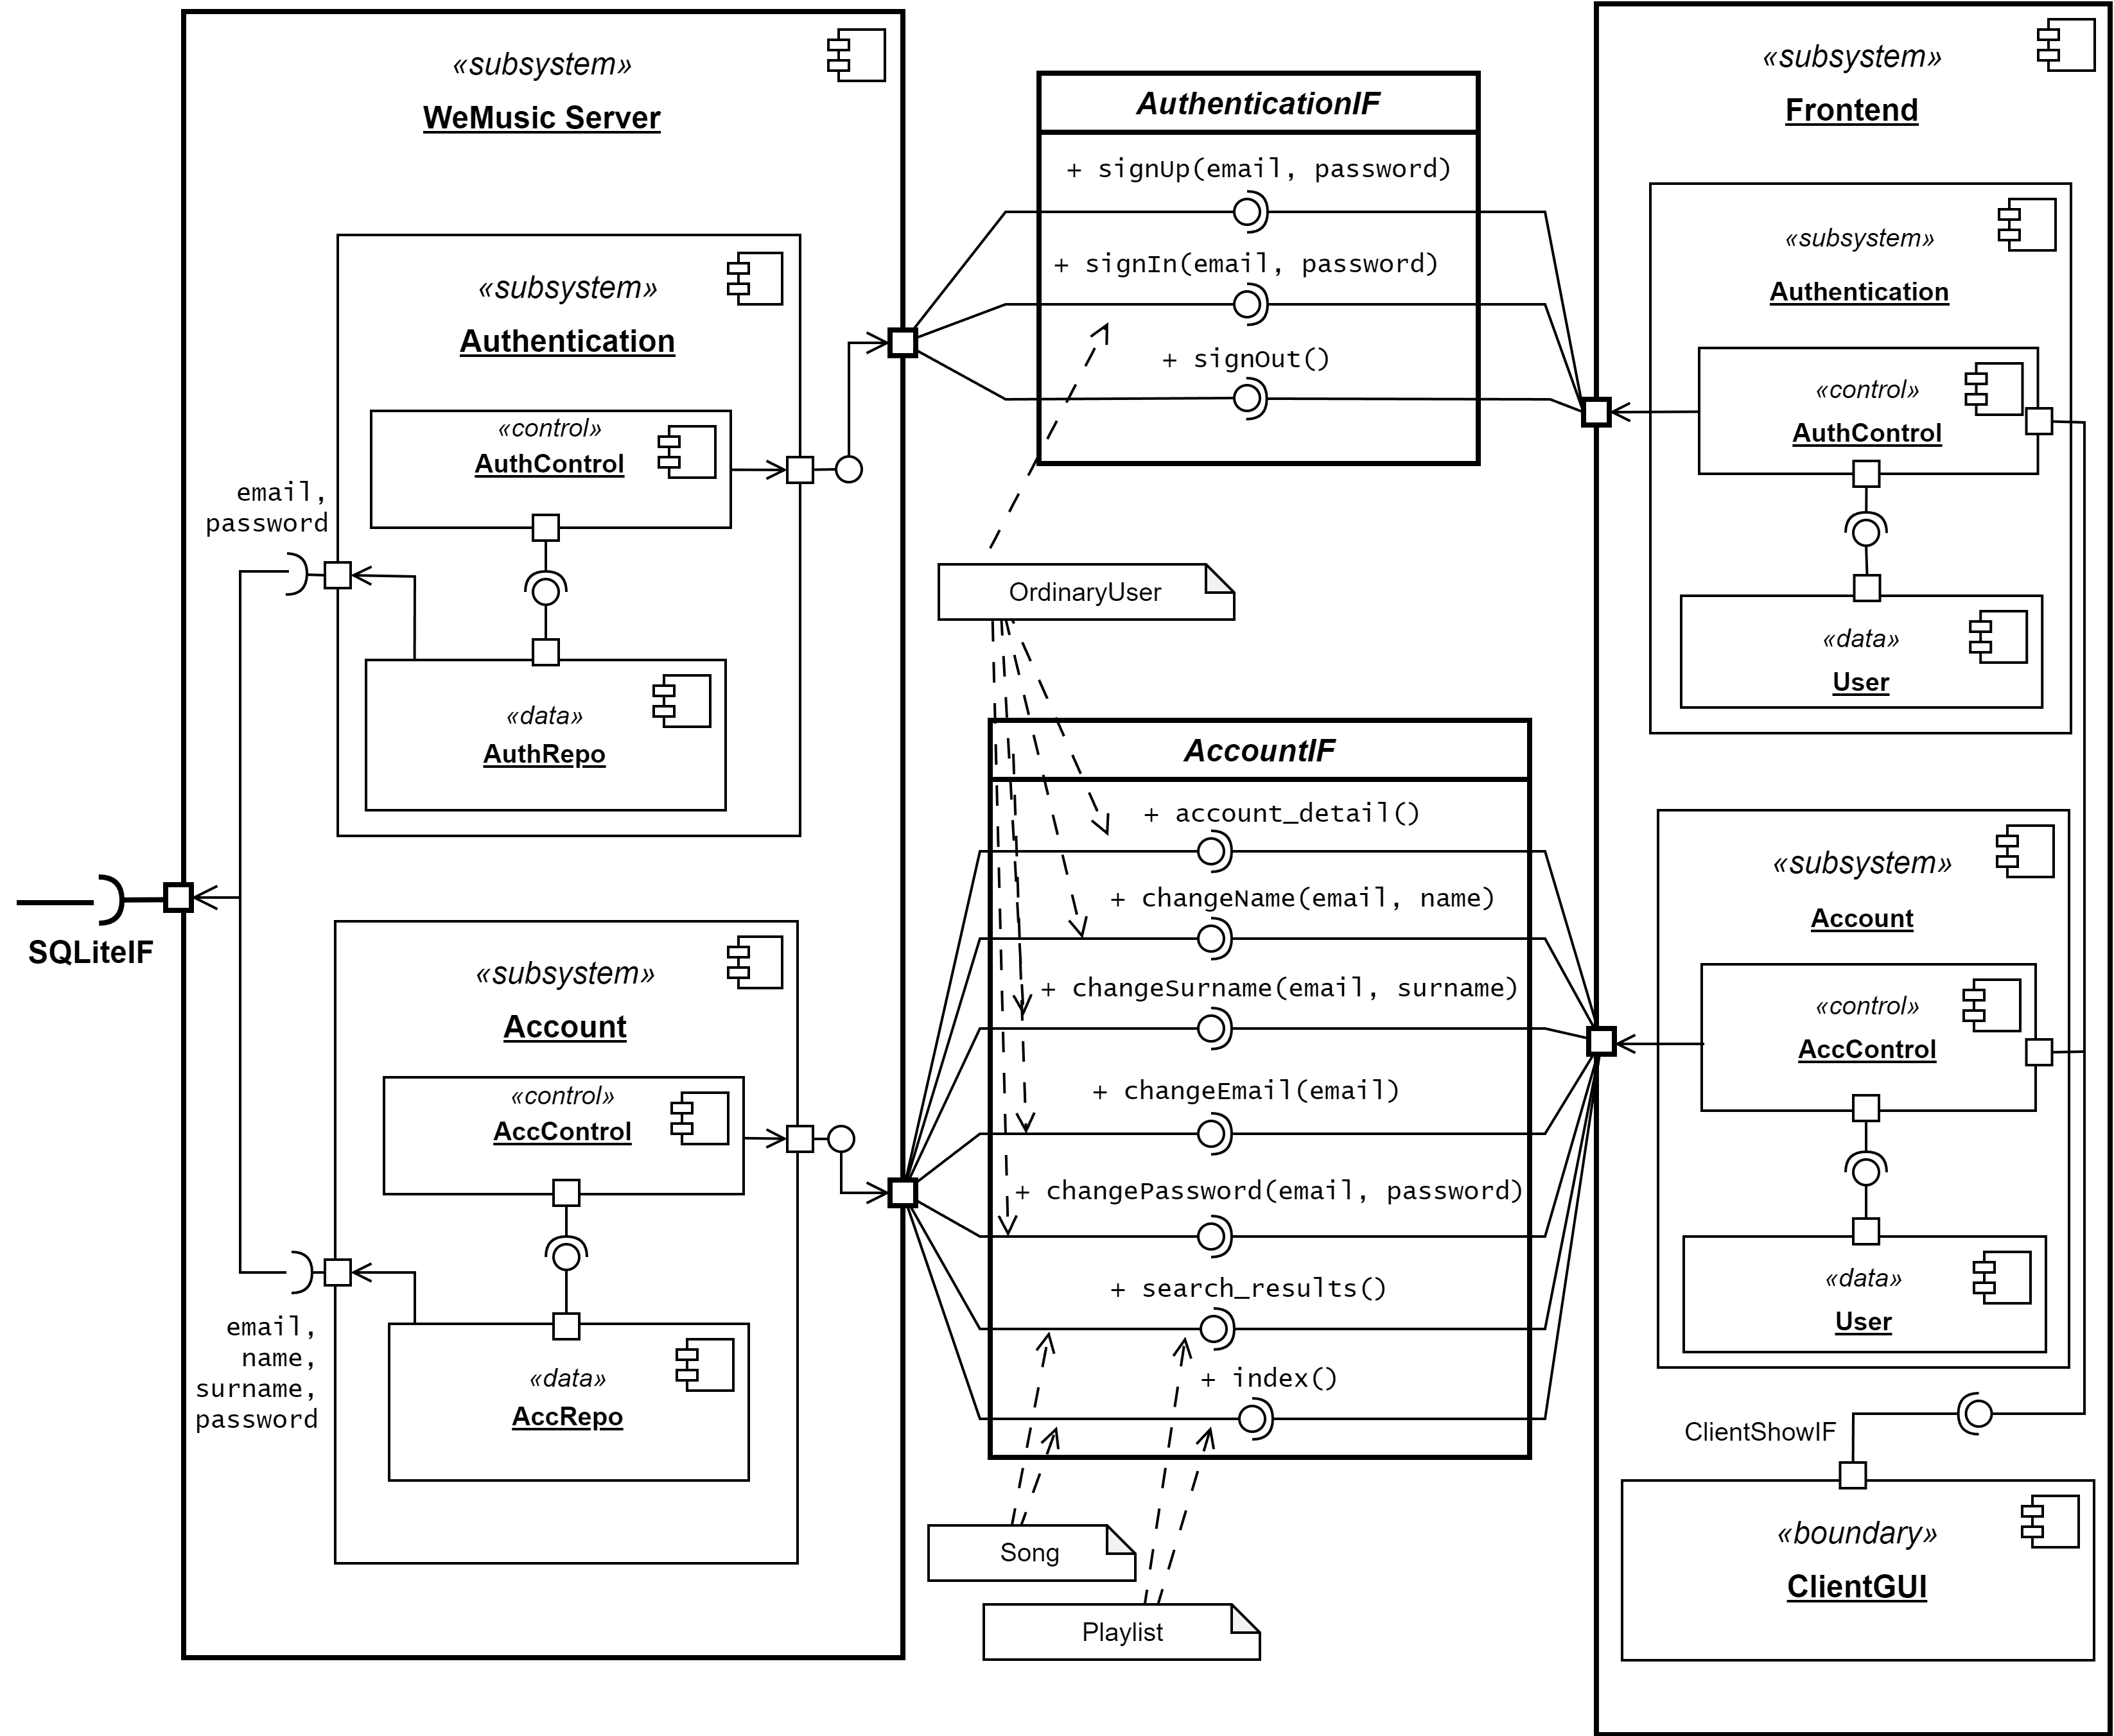 «subsystem»
WeMusic Server
«subsystem»
Authentication
«control»
AuthControl
email,
password
«data»
AuthRepo
SQLiteIF
«subsystem»
Account
«control»
AccControl
email,
name,
surname,
password
«data»
AccRepo
AuthenticationIF
+ signUp(email, password)
+ signIn(email, password)
+ signOut()
OrdinaryUser
AccountIF
+ account_detail()
+ changeName(email, name)
+ changeSurname(email, surname)
+ changeEmail(email)
+ changePassword(email, password)
+ search_results()
+ index()
Song
Playlist
«subsystem»
Frontend
«subsystem»
Authentication
«control»
AuthControl
«data»
User
«subsystem»
Account
«control»
AccControl
«data»
User
ClientShowIF
«boundary»
ClientGUI